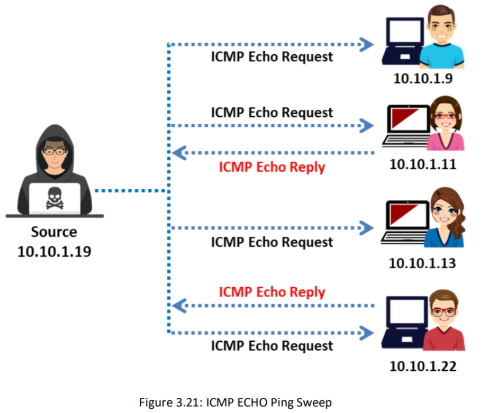 ICMP Echo Request
10.10.1.9
ICMP Echo Request
ICMP Echo Reply
10.10.1.11
Source
10.10.1.19
ICMP Echo Request
10.10.1.13
ICMP Echo Reply
ICMP Echo Request
10.10.1.22
Figure 3.21: ICMP ECHO Ping Sweep